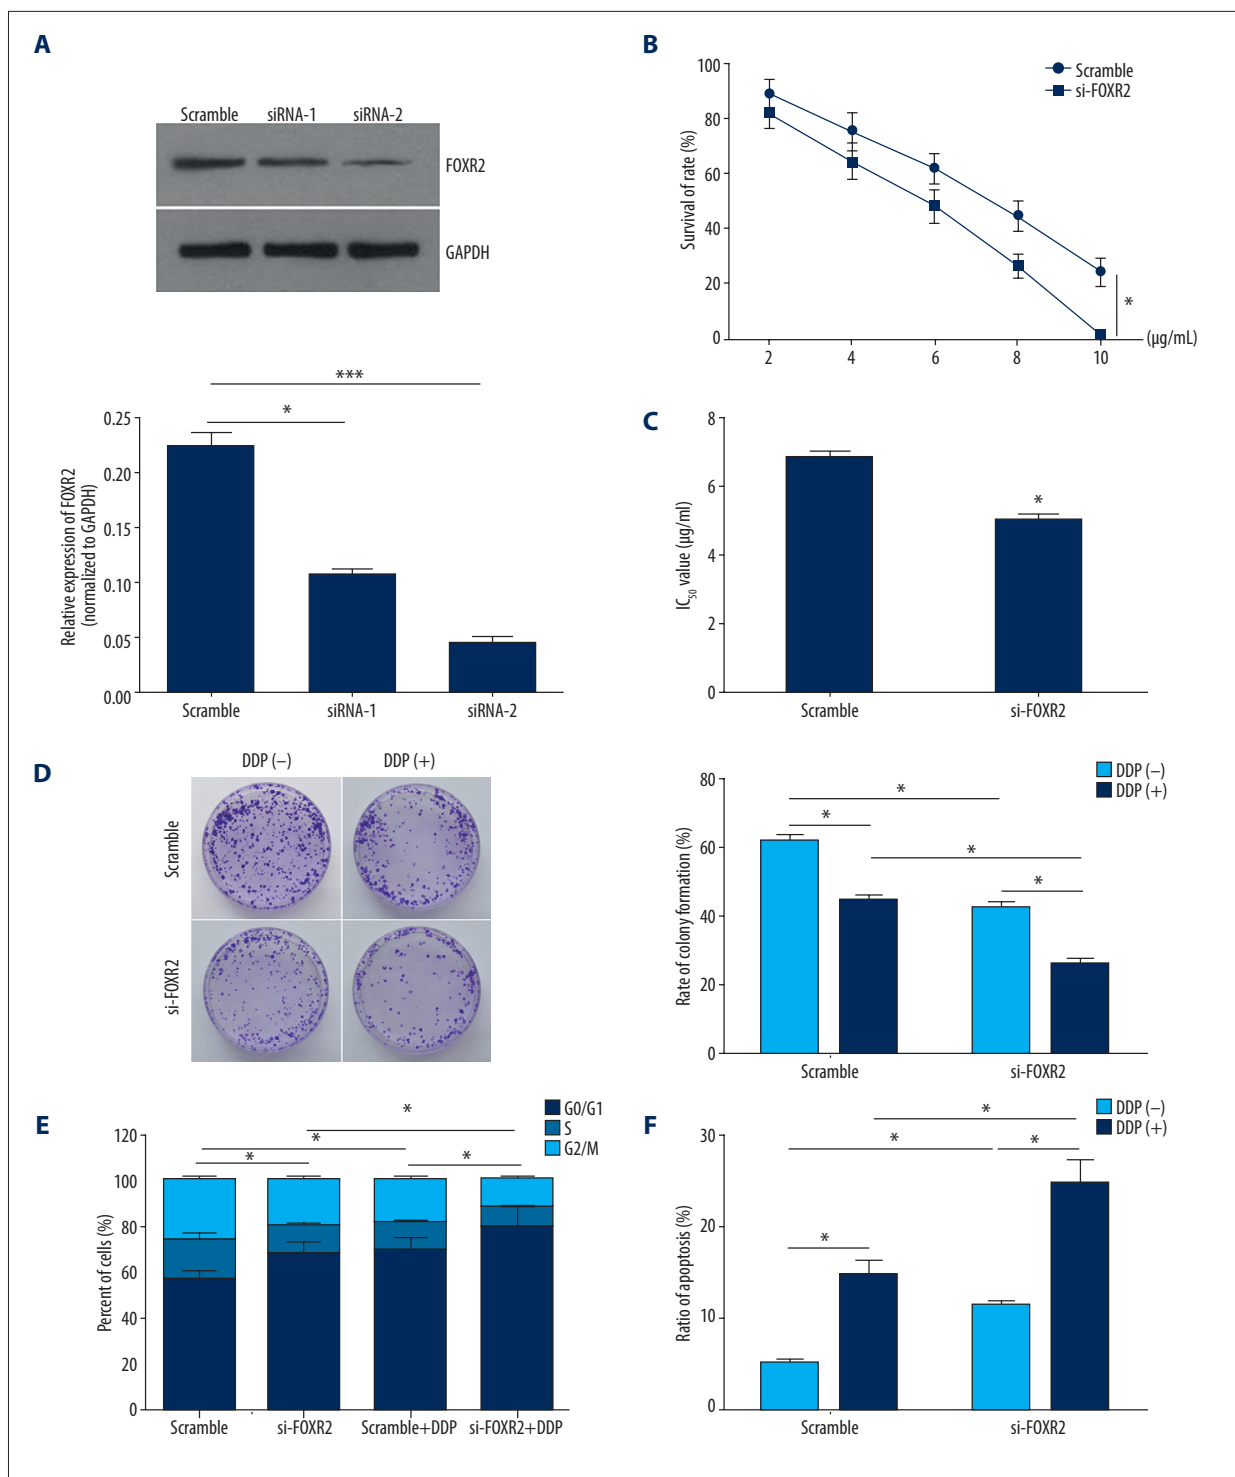 A
Scramble siRNA-1 siRNA-2
FOXR2
GAPDH
***
*
Relative expression of FOXR2
(normalized to GAPDH)
0.25
0.20
0.15
0.10
0.05
0.00
Scramble siRNA-1 siRNA-2
B
Scramble
si-FOXR2
Survival of rate (%)
100
80
60
40
20
0
*
2 4 6 8 10 (µg/mL)
C
IC50 value (µg/ml)
8
6
4
2
0
*
Scramble si-FOXR2
D
DDP (−) DDP (+)
Scramble
si-FOXR2
DDP (−)
DDP (+)
Rate of colony formation (%)
80
60
40
20
0
*
*
*
*
Scramble si-FOXR2
E
G0/G1
S
G2/M
Percent of cells (%)
120
100
80
60
40
20
0
*
*
*
*
Scramble si-FOXR2 Scramble+DDP si-FOXR2+DDP
F
DDP (−)
DDP (+)
Ratio of apoptosis (%)
30
20
10
0
*
*
*
*
Scramble si-FOXR2